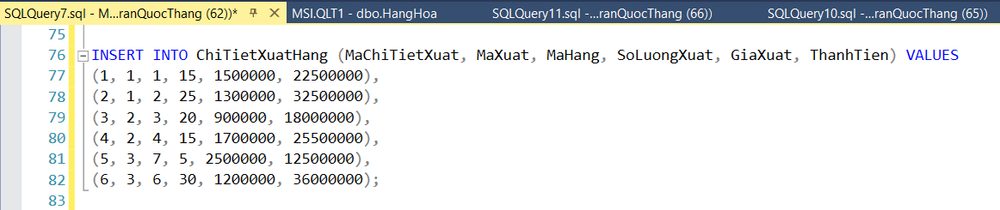 SQLQuery7.sql - M...ranQuocThang (62))* MSI.QLT1 - dbo.HangHoa SQLQuery11.sql -...ranQuocThang (66)) SQLQuery10.sql -...ranQuocThang (65))
75
76 INSERT INTO ChiTietXuatHang (MaChiTietXuat, MaXuat, MaHang, SoLuongXuat, GiaXuat, ThanhTien) VALUES
77 (1, 1, 1, 15, 1500000, 22500000),
78 (2, 1, 2, 25, 1300000, 32500000),
79 (3, 2, 3, 20, 900000, 18000000),
80 (4, 2, 4, 15, 1700000, 25500000),
81 (5, 3, 7, 5, 2500000, 12500000),
82 (6, 3, 6, 30, 1200000, 36000000);
83